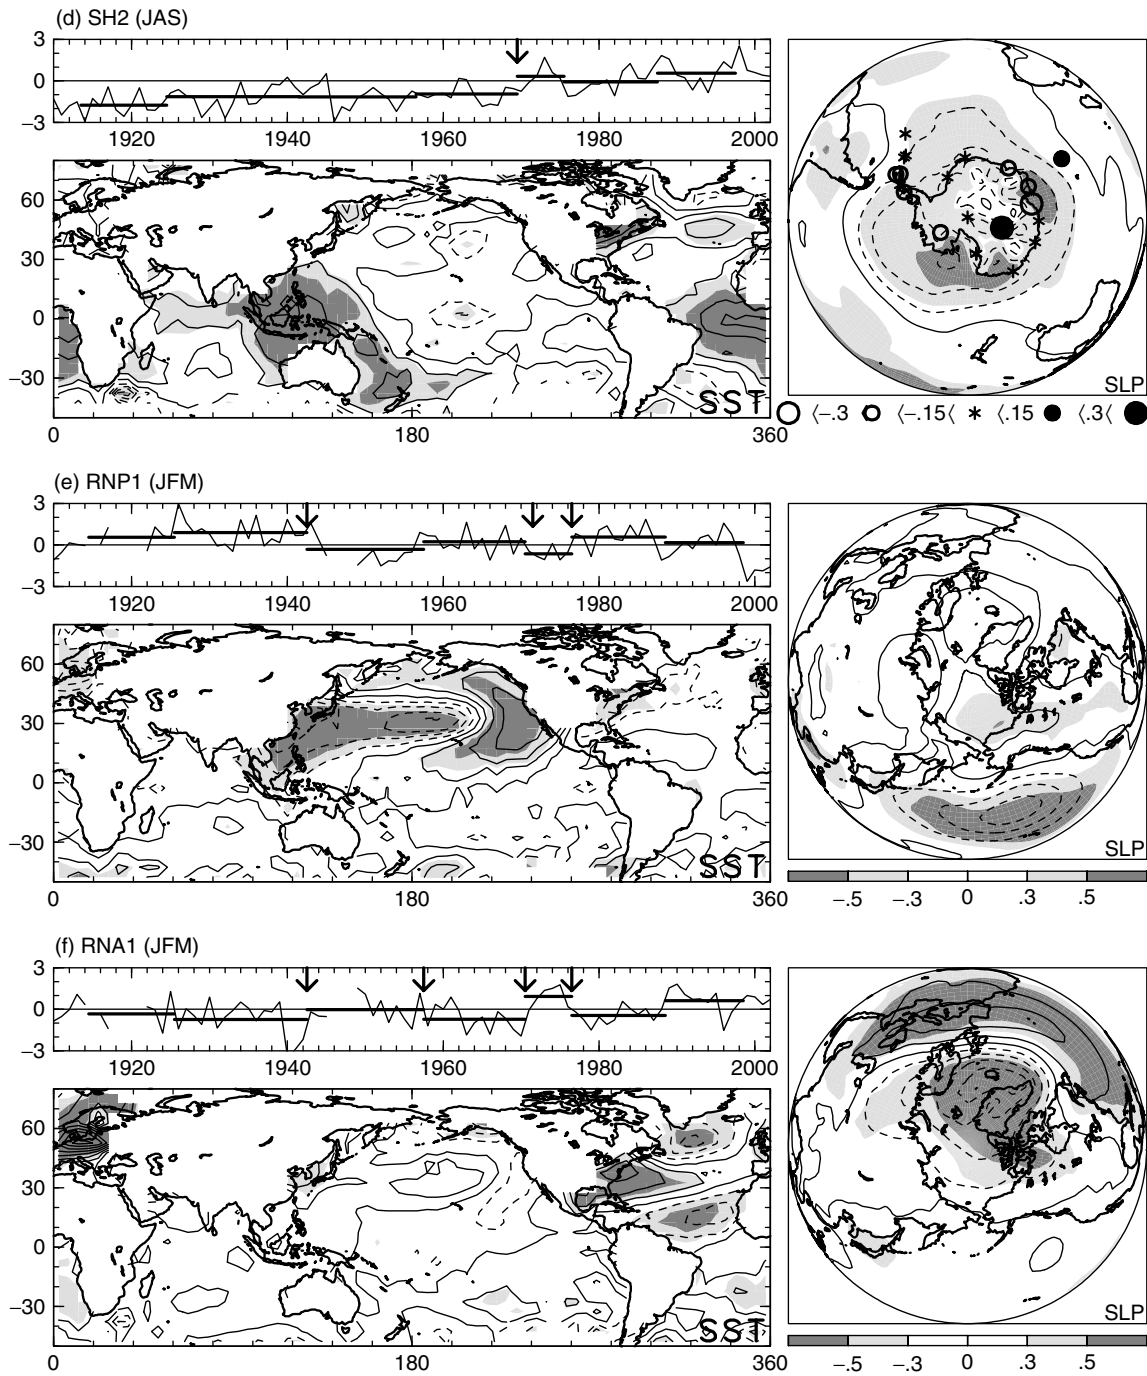 (d) SH2 (JAS)
3
0
−3
1920 1940 1960 1980 2000
60
30
0
−30
SST
0 180 360
SLP
⟨−.3 ⟨−.15⟨ ⟨.15 ⟨.3⟨
(e) RNP1 (JFM)
3
0
−3
1920 1940 1960 1980 2000
60
30
0
−30
SST
0 180 360
SLP
−.5 −.3 0 .3 .5
(f) RNA1 (JFM)
3
0
−3
1920 1940 1960 1980 2000
60
30
0
−30
SST
0 180 360
SLP
−.5 −.3 0 .3 .5